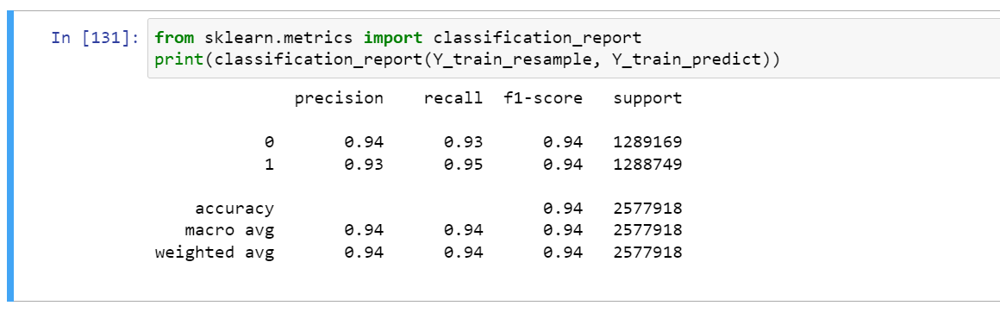 In [131]: from sklearn.metrics import classification_report
print(classification_report(Y_train_resample, Y_train_predict))
precision recall f1-score support
0 0.94 0.93 0.94 1289169
1 0.93 0.95 0.94 1288749
accuracy 0.94 2577918
macro avg 0.94 0.94 0.94 2577918
weighted avg 0.94 0.94 0.94 2577918